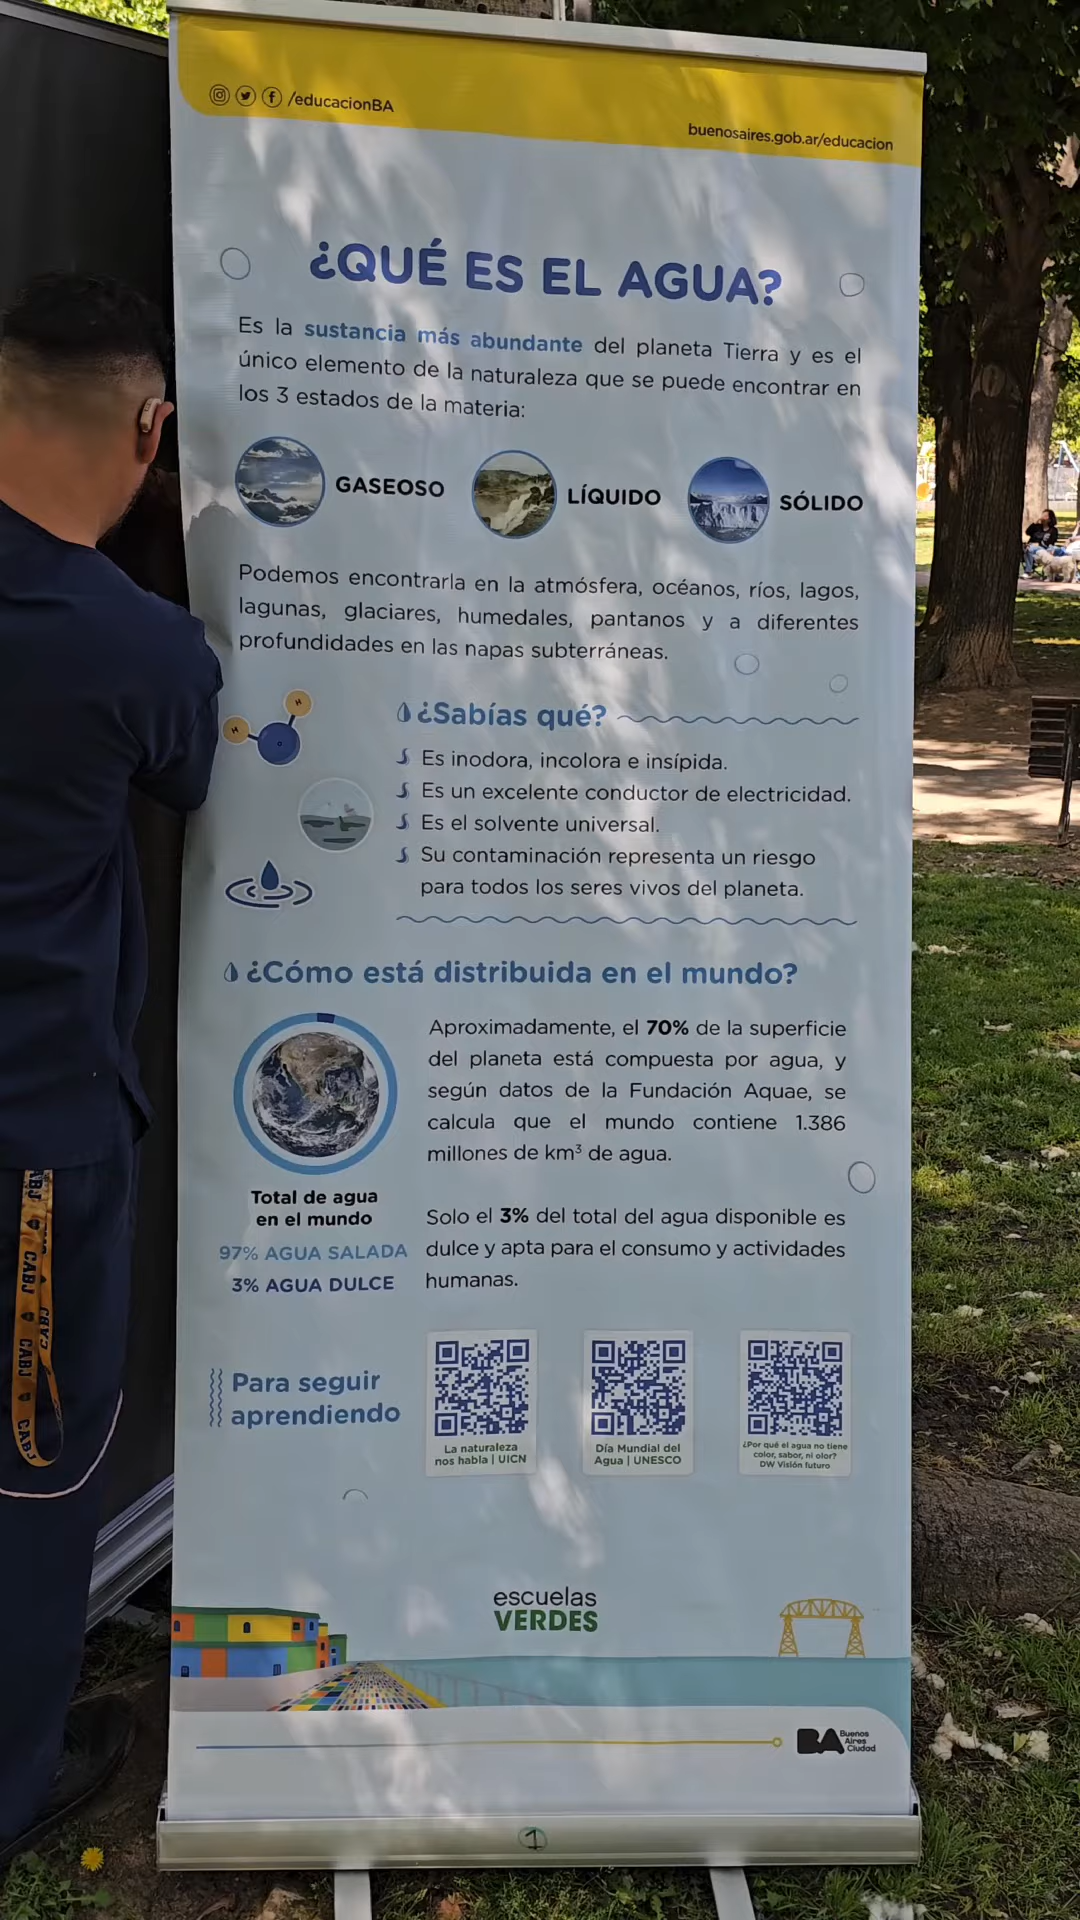 /educacionBA
buenosaires.gob.ar/educacion
¿QUÉ ES EL AGUA?
Es la sustancia más abundante del planeta Tierra y es el
único elemento de la naturaleza que se puede encontrar en
los 3 estados de la materia:
GASEOSO
LÍQUIDO
SÓLIDO
Podemos encontrarla en la atmósfera, océanos, ríos, lagos,
lagunas, glaciares, humedales, pantanos y a diferentes
profundidades en las napas subterráneas.
H
H
O
¿Sabías qué?
Es inodora, incolora e insípida.
Es un excelente conductor de electricidad.
Es el solvente universal.
Su contaminación representa un riesgo
para todos los seres vivos del planeta.
¿Cómo está distribuida en el mundo?
Aproximadamente, el 70% de la superficie
del planeta está compuesta por agua, y
según datos de la Fundación Aquae, se
calcula que el mundo contiene 1.386
millones de km³ de agua.
Total de agua
en el mundo
97% AGUA SALADA
3% AGUA DULCE
Solo el 3% del total del agua disponible es
dulce y apta para el consumo y actividades
humanas.
Para seguir
aprendiendo
La naturaleza
nos habla | UICN
Día Mundial del
Agua | UNESCO
¿Por qué el agua no tiene
color, sabor, ni olor?
DW Visión futuro
escuelas
VERDES
BA Buenos
Aires
Ciudad
1
CABJ
CABJ
CABJ